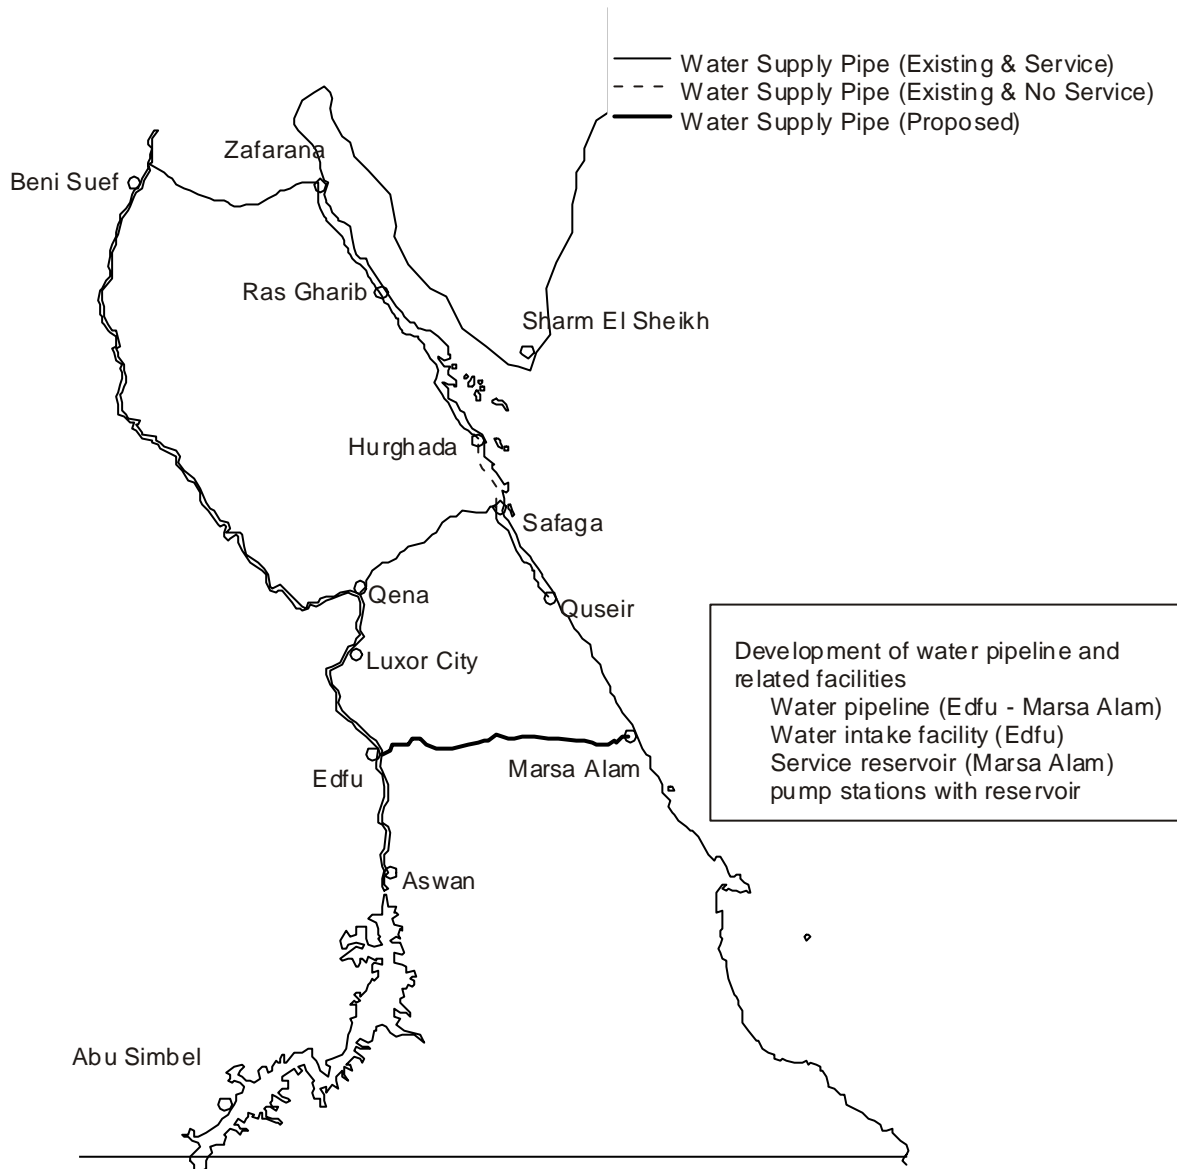 Water Supply Pipe (Existing & Service)
Water Supply Pipe (Existing & No Service)
Water Supply Pipe (Proposed)
Zafarana
Beni Suef
Ras Gharib
Sharm El Sheikh
Hurghada
Safaga
Qena
Quseir
Luxor City
Development of water pipeline and
related facilities
Water pipeline (Edfu - Marsa Alam)
Water intake facility (Edfu)
Service reservoir (Marsa Alam)
pump stations with reservoir
Marsa Alam
Edfu
Aswan
Abu Simbel